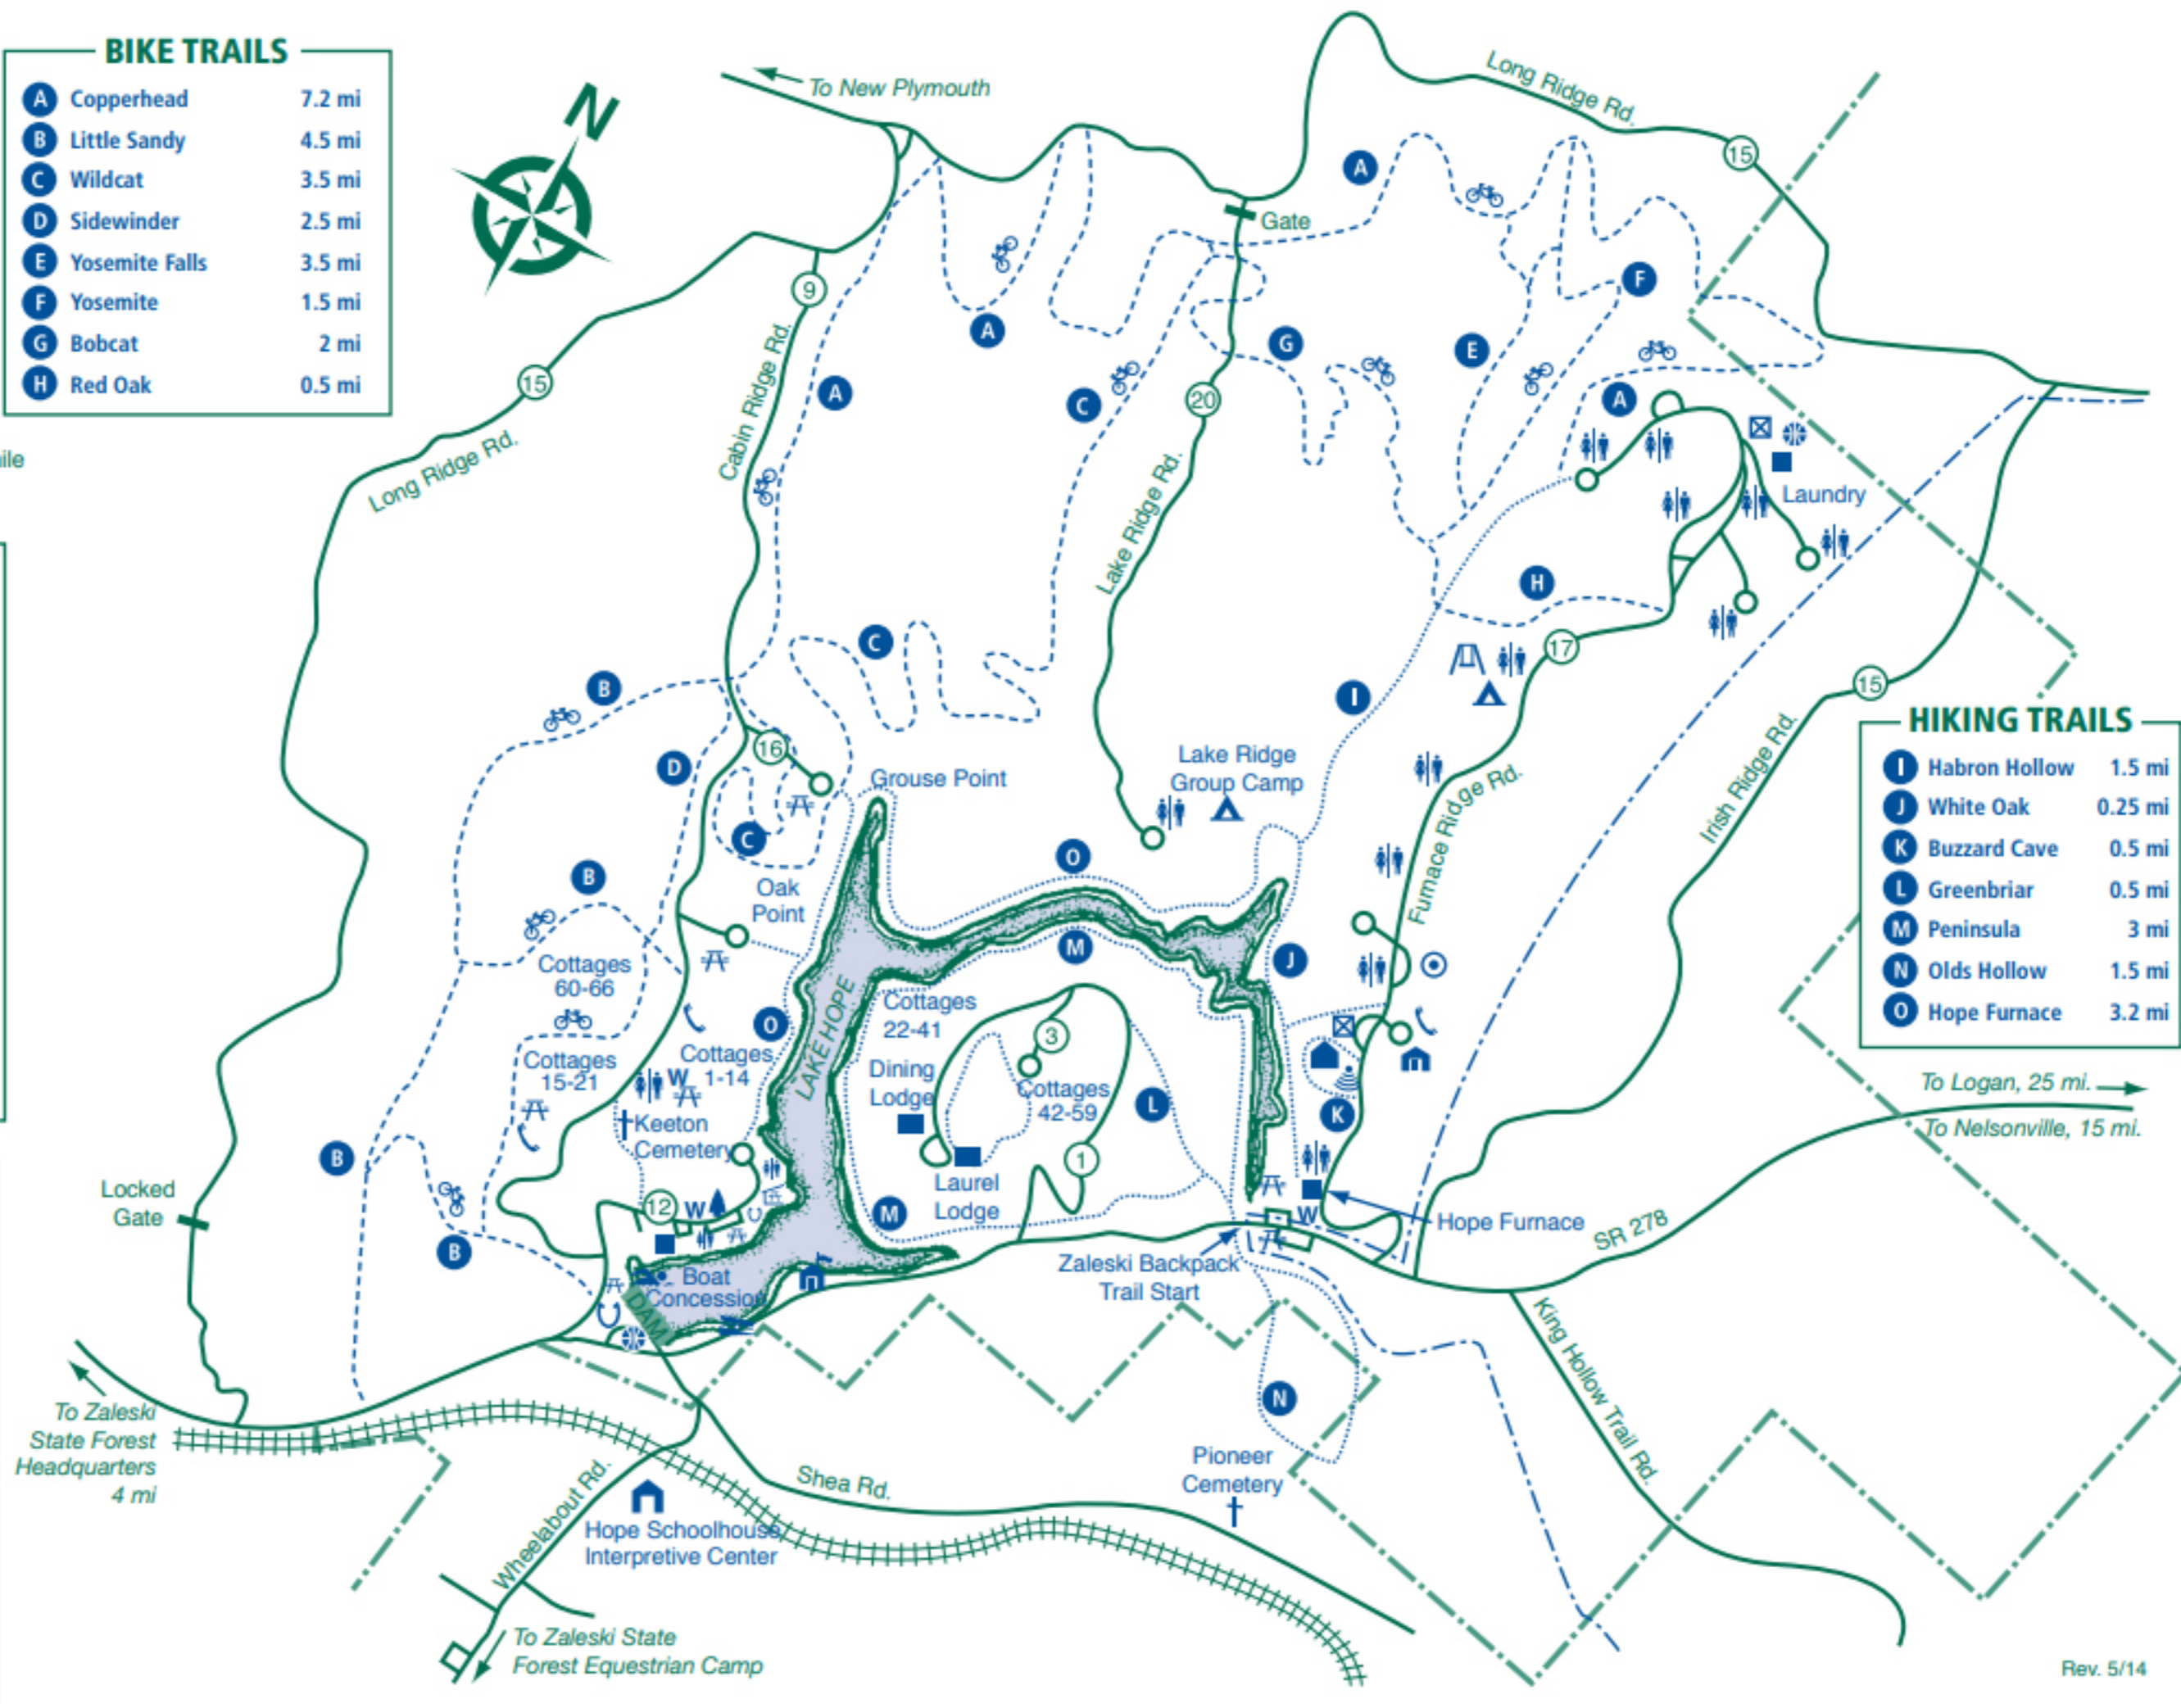 BIKE TRAILS
A Copperhead 7.2 mi
B Little Sandy 4.5 mi
C Wildcat 3.5 mi
D Sidewinder 2.5 mi
E Yosemite Falls 3.5 mi
F Yosemite 1.5 mi
G Bobcat 2 mi
H Red Oak 0.5 mi
ile
N
To New Plymouth
Long Ridge Rd.
15
A
Gate
9
A
F
G
E
15
Cabin Ridge Rd.
A
C
20
A
Long Ridge Rd.
Lake Ridge Rd.
Laundry
H
C
17
B
I
15
D
16
Grouse Point
Lake Ridge
Group Camp
Furnace Ridge Rd.
Irish Ridge Rd.
HIKING TRAILS
I Habron Hollow 1.5 mi
J White Oak 0.25 mi
K Buzzard Cave 0.5 mi
L Greenbriar 0.5 mi
M Peninsula 3 mi
N Olds Hollow 1.5 mi
O Hope Furnace 3.2 mi
C
O
B
Oak
Point
M
J
Cottages
60-66
LAKE HOPE
Cottages
22-41
O
3
Cottages
15-21
Cottages
1-14
W
Dining
Lodge
Cottages
42-59
L
K
To Logan, 25 mi.
To Nelsonville, 15 mi.
Keeton
Cemetery
B
1
Locked
Gate
Laurel
Lodge
12
W
M
W
Hope Furnace
SR 278
B
Boat
Concession
DAM
Zaleski Backpack
Trail Start
King Hollow Trail Rd.
N
To Zaleski
State Forest
Headquarters
4 mi
Pioneer
Cemetery
Shea Rd.
Wheelabout Rd.
Hope Schoolhouse
Interpretive Center
To Zaleski State
Forest Equestrian Camp
Rev. 5/14